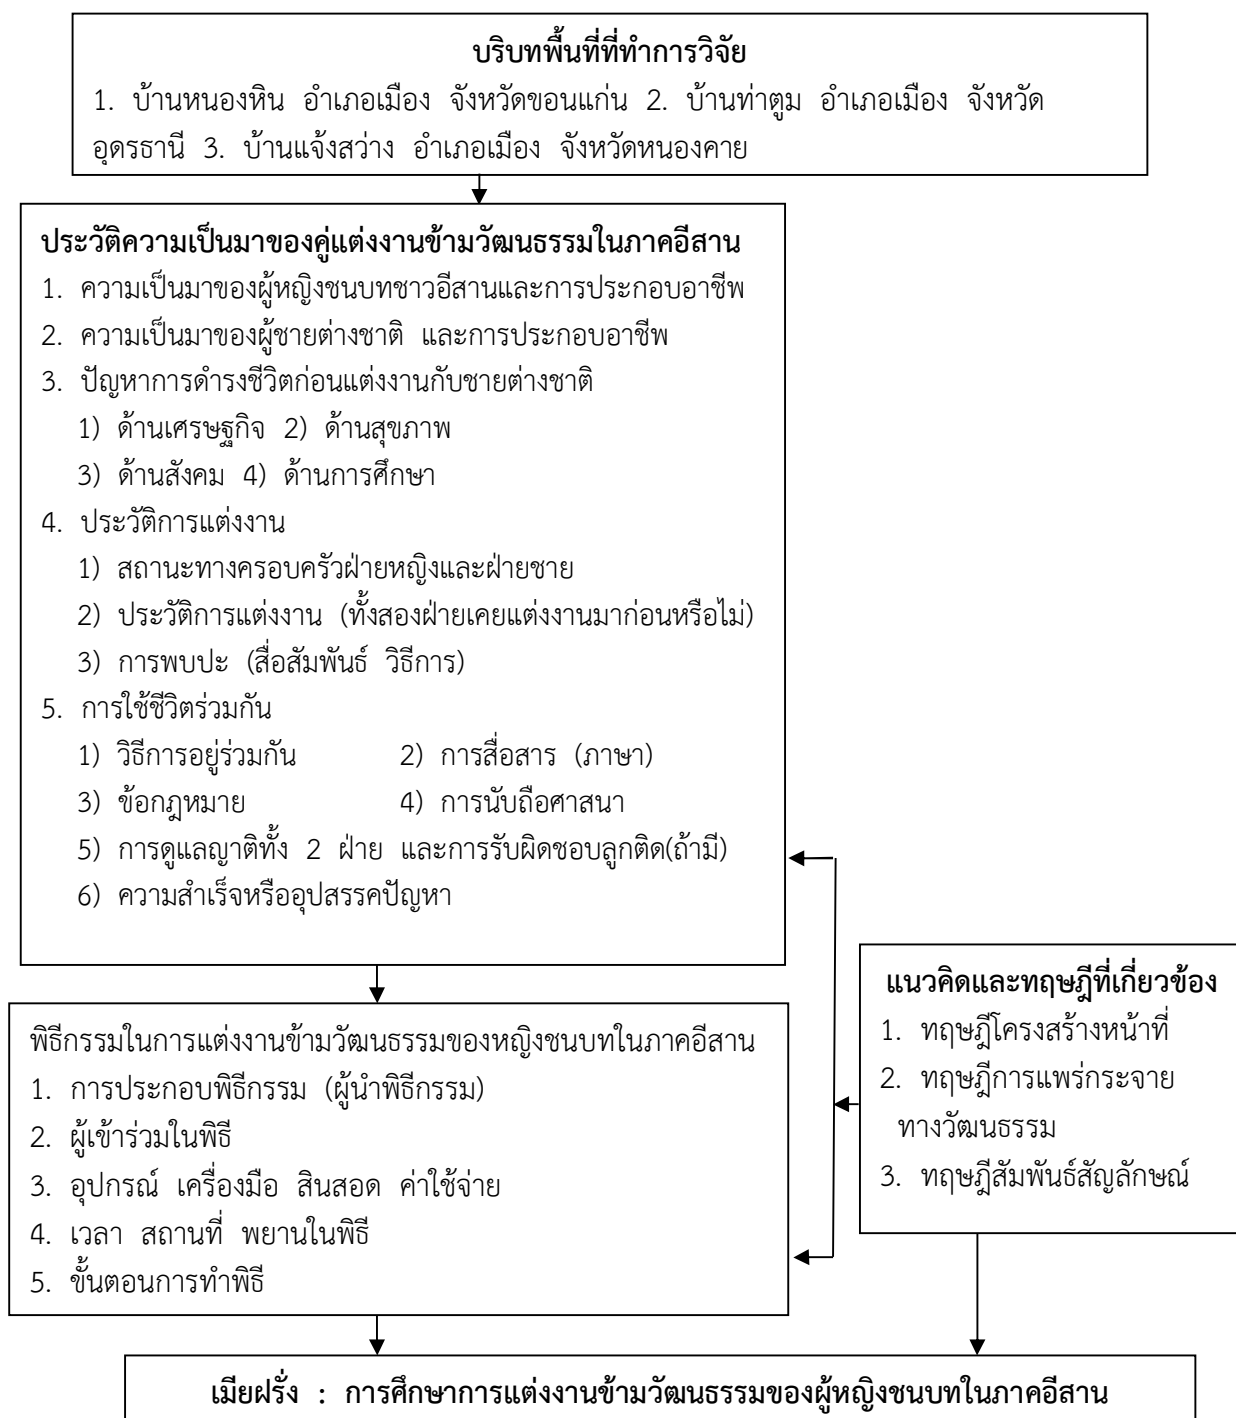 บริบทพื้นที่ที่ทำการวิจัย
1. บ้านหนองหิน อำเภอเมือง จังหวัดขอนแก่น 2. บ้านท่าตูม อำเภอเมือง จังหวัด
อุดรธานี 3. บ้านแจ้งสว่าง อำเภอเมือง จังหวัดหนองคาย
ประวัติความเป็นมาของคู่แต่งงานข้ามวัฒนธรรมในภาคอีสาน
1. ความเป็นมาของผู้หญิงชนบทชาวอีสานและการประกอบอาชีพ
2. ความเป็นมาของผู้ชายต่างชาติ และการประกอบอาชีพ
3. ปัญหาการดำรงชีวิตก่อนแต่งงานกับชายต่างชาติ
1) ด้านเศรษฐกิจ 2) ด้านสุขภาพ
3) ด้านสังคม 4) ด้านการศึกษา
4. ประวัติการแต่งงาน
1) สถานะทางครอบครัวฝ่ายหญิงและฝ่ายชาย
2) ประวัติการแต่งงาน (ทั้งสองฝ่ายเคยแต่งงานมาก่อนหรือไม่)
3) การพบปะ (สื่อสัมพันธ์ วิธีการ)
5. การใช้ชีวิตร่วมกัน
1) วิธีการอยู่ร่วมกัน 2) การสื่อสาร (ภาษา)
3) ข้อกฎหมาย 4) การนับถือศาสนา
5) การดูแลญาติทั้ง 2 ฝ่าย และการรับผิดชอบลูกติด(ถ้ามี)
6) ความสำเร็จหรืออุปสรรคปัญหา
แนวคิดและทฤษฎีที่เกี่ยวข้อง
1. ทฤษฎีโครงสร้างหน้าที่
2. ทฤษฎีการแพร่กระจาย
ทางวัฒนธรรม
3. ทฤษฎีสัมพันธ์สัญลักษณ์
พิธีกรรมในการแต่งงานข้ามวัฒนธรรมของหญิงชนบทในภาคอีสาน
1. การประกอบพิธีกรรม (ผู้นำพิธีกรรม)
2. ผู้เข้าร่วมในพิธี
3. อุปกรณ์ เครื่องมือ สินสอด ค่าใช้จ่าย
4. เวลา สถานที่ พยานในพิธี
5. ขั้นตอนการทำพิธี
เมียฝรั่ง : การศึกษาการแต่งงานข้ามวัฒนธรรมของผู้หญิงชนบทในภาคอีสาน